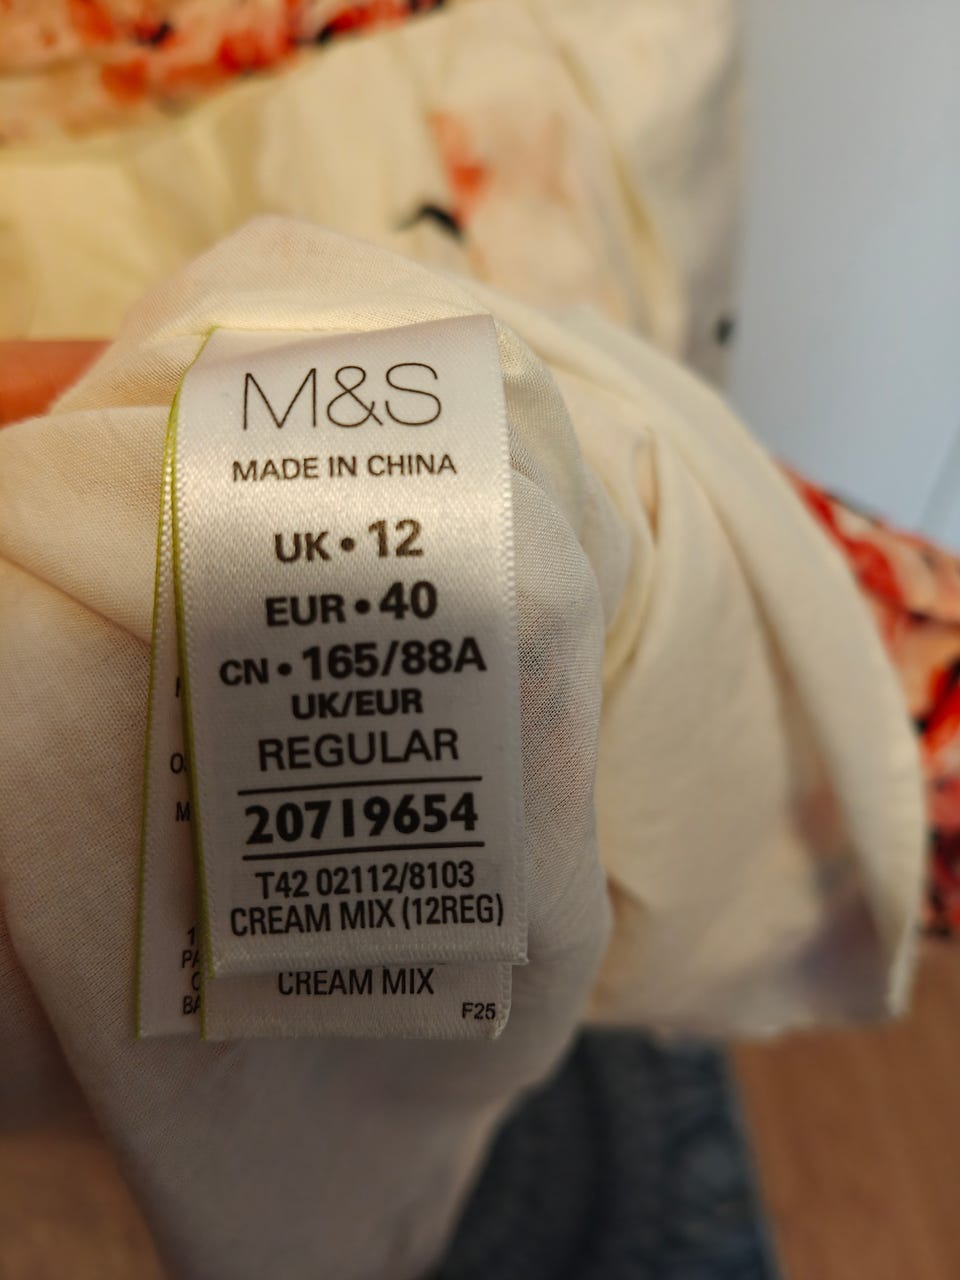 M&S
MADE IN CHINA
UK • 12
EUR • 40
CN • 165/88A
UK/EUR
REGULAR
20719654
T42 02112/8103
CREAM MIX (12REG)
CREAM MIX
F25